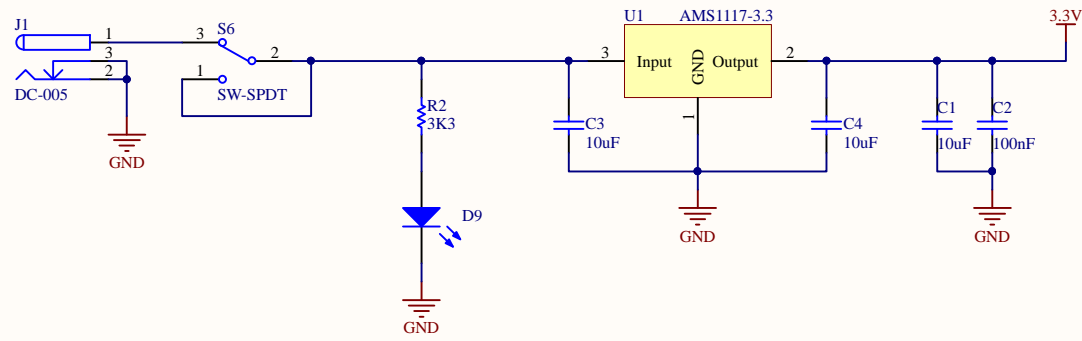 J1
1
3
2
DC-005
GND
S6
3
2
1
SW-SPDT
R2
3K3
D9
GND
C3
10uF
U1 AMS1117-3.3
3 Input GND Output 2
1
GND
C4
10uF
C1
10uF
C2
100nF
GND
3.3V